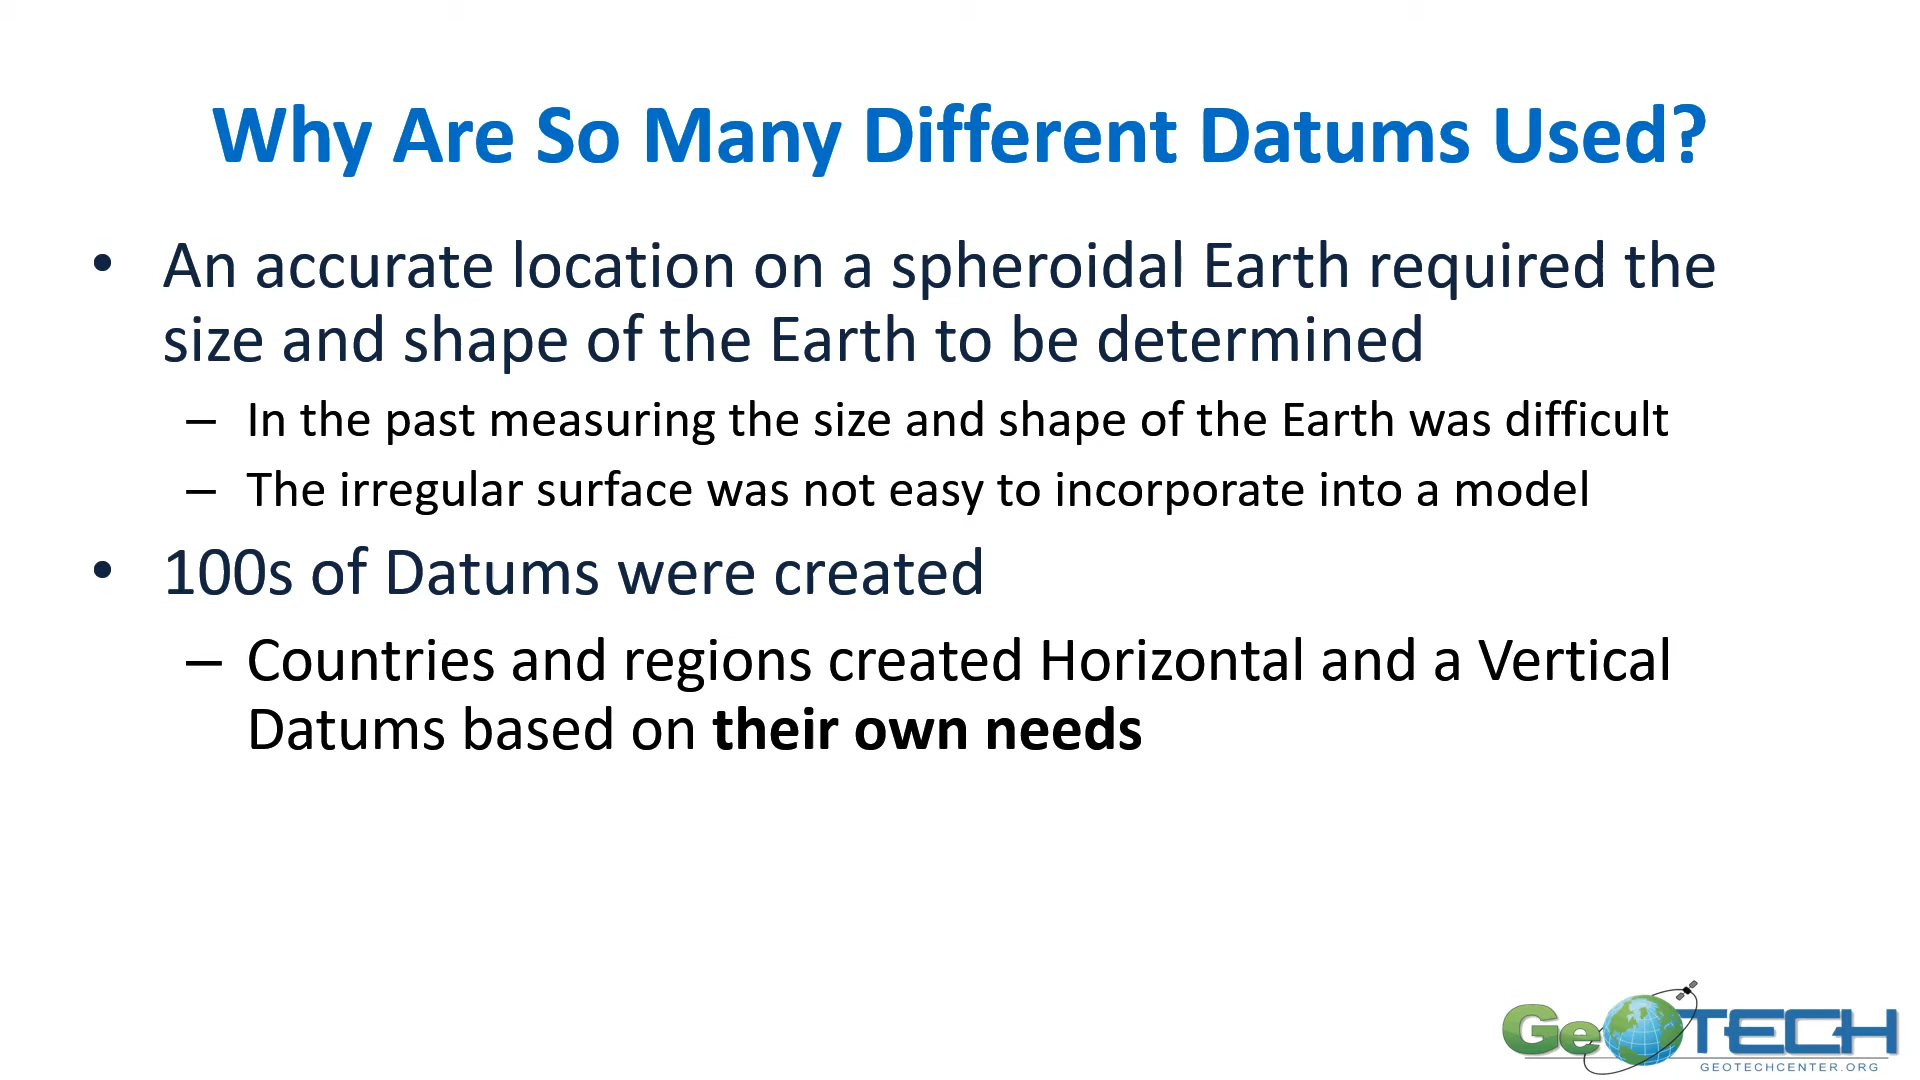 Why Are So Many Different Datums Used?
• An accurate location on a spheroidal Earth required the
size and shape of the Earth to be determined
– In the past measuring the size and shape of the Earth was difficult
– The irregular surface was not easy to incorporate into a model
• 100s of Datums were created
– Countries and regions created Horizontal and a Vertical
Datums based on their own needs
GeoTECH
GEOTECHCENTER.ORG